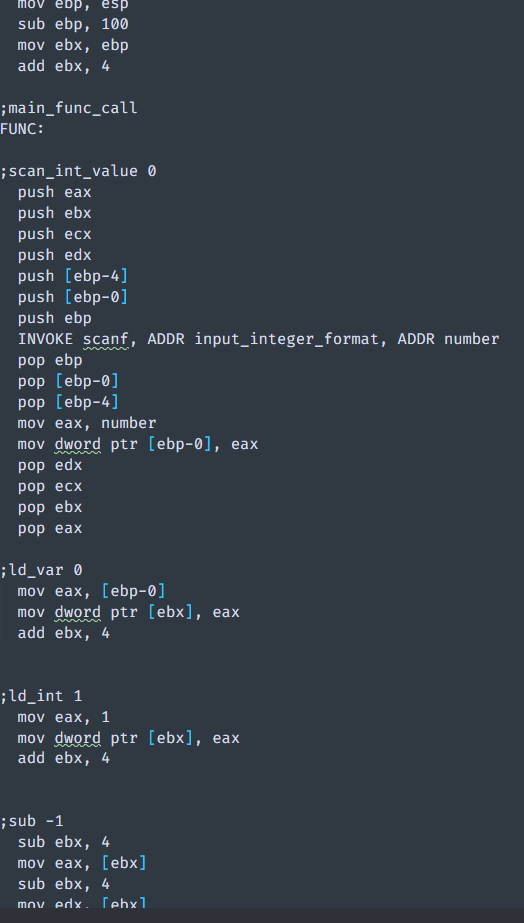 mov ebp, esp
sub ebp, 100
mov ebx, ebp
add ebx, 4
;main_func_call
FUNC:
;scan_int_value 0
push eax
push ebx
push ecx
push edx
push [ebp-4]
push [ebp-0]
push ebp
INVOKE scanf, ADDR input_integer_format, ADDR number
pop ebp
pop [ebp-0]
pop [ebp-4]
mov eax, number
mov dword ptr [ebp-0], eax
pop edx
pop ecx
pop ebx
pop eax
;ld_var 0
mov eax, [ebp-0]
mov dword ptr [ebx], eax
add ebx, 4
;ld_int 1
mov eax, 1
mov dword ptr [ebx], eax
add ebx, 4
;sub -1
sub ebx, 4
mov eax, [ebx]
sub ebx, 4
mov edx, [ebx]